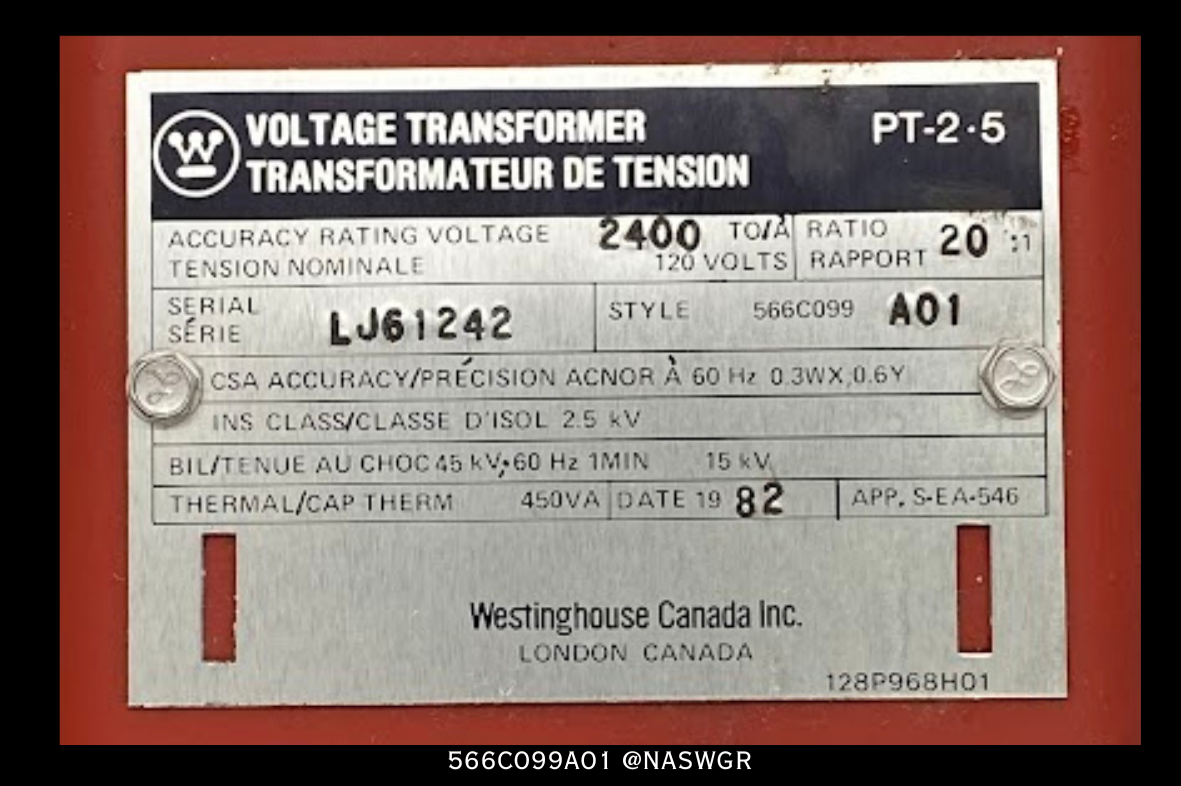 W VOLTAGE TRANSFORMER PT-2·5
TRANSFORMATEUR DE TENSION
ACCURACY RATING VOLTAGE 2400 TO/À RATIO 20 :1
TENSION NOMINALE 120 VOLTS RAPPORT
SERIAL LJ61242 STYLE 566C099 A01
SÉRIE
CSA ACCURACY/PRÉCISION ACNOR À 60 Hz 0.3WX,0.6Y
INS CLASS/CLASSE D'ISOL 2.5 kV
BIL/TENUE AU CHOC 45 kV;60 Hz 1MIN 15 kV
THERMAL/CAP THERM 450VA DATE 19 82 APP. S-EA-546
Westinghouse Canada Inc.
LONDON CANADA
128P968H01
566C099A01 @NASWGR